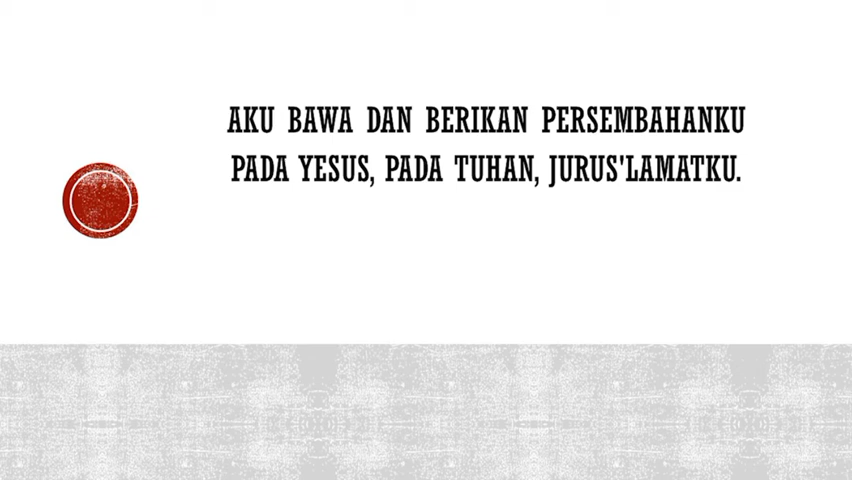 AKU BAWA DAN BERIKAN PERSEMBAHANKU
PADA YESUS, PADA TUHAN, JURUS'LAMATKU.